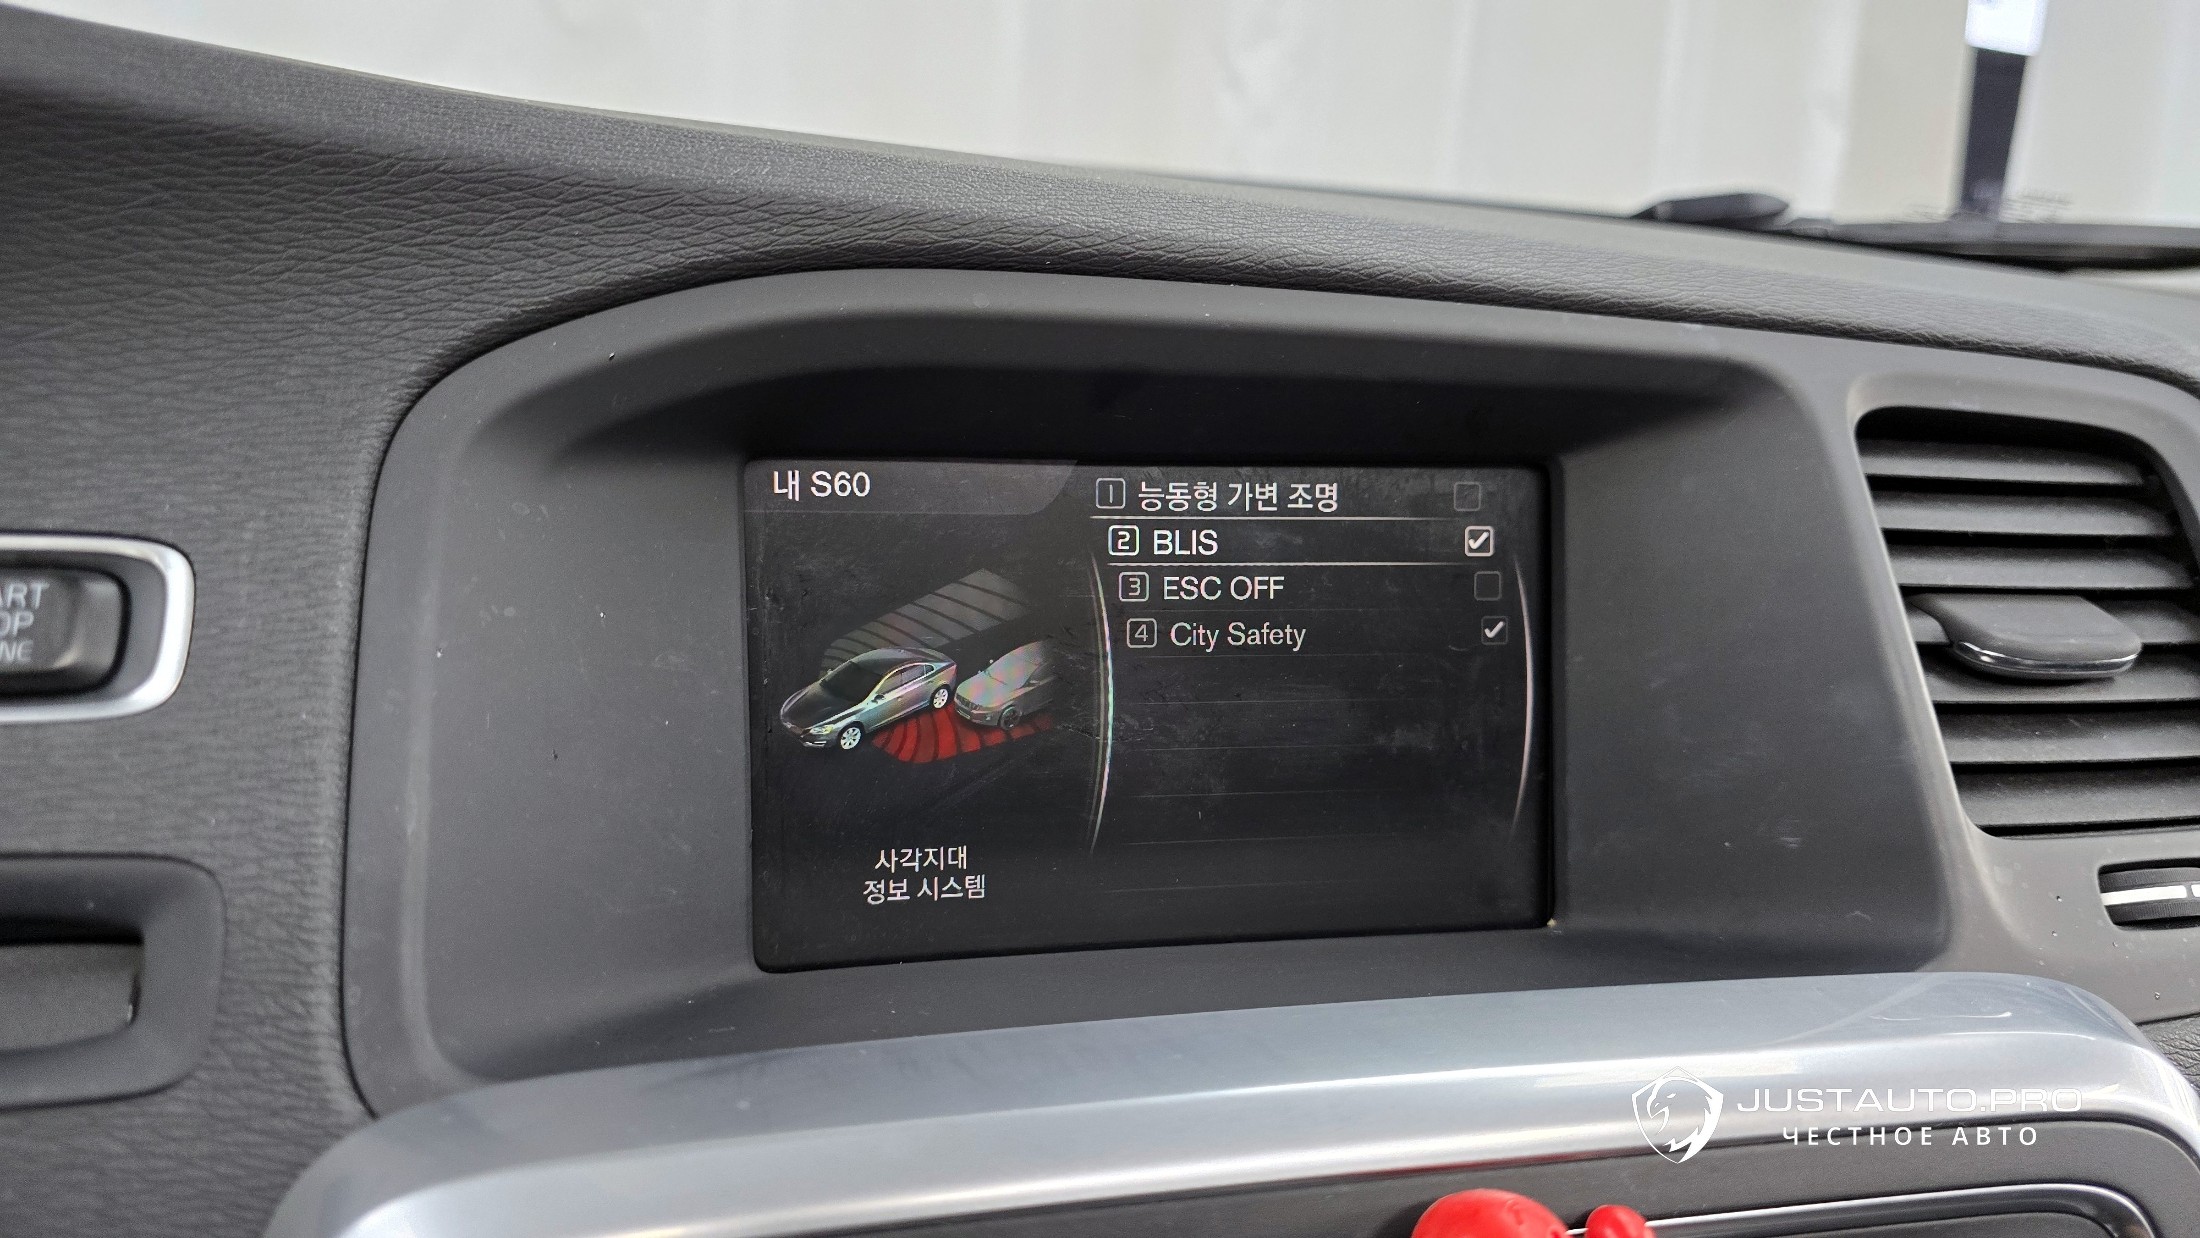 내 S60
1 능동형 가변 조명
2 BLIS
3 ESC OFF
4 City Safety
사각지대
정보 시스템
JUSTAUTO.PRO
ЧЕСТНОЕ АВТО